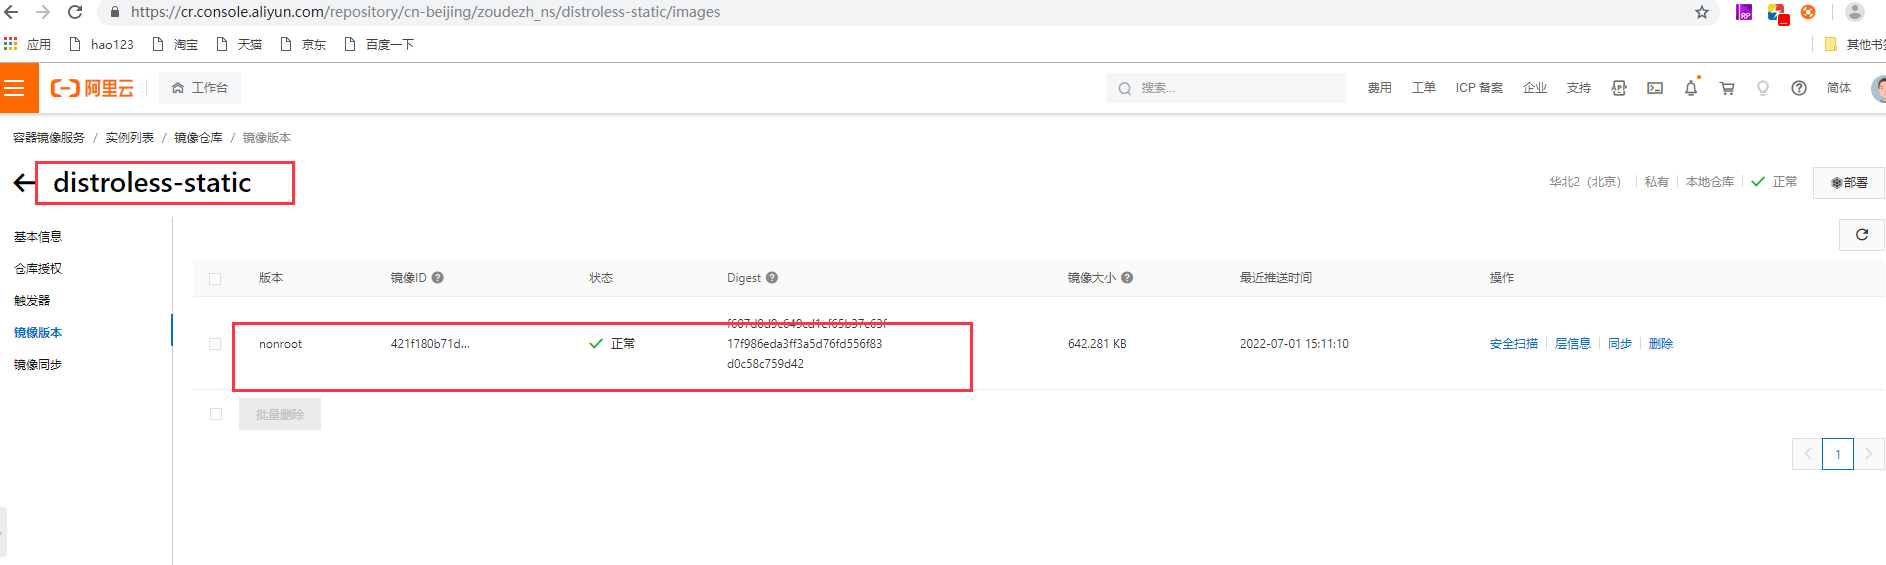 https://cr.console.aliyun.com/repository/cn-beijing/zoudezh_ns/distroless-static/images
应用 hao123 淘宝 天猫 京东 百度一下 其他书签
阿里云 工作台 搜索... 费用 工单 ICP 备案 企业 支持 简体
容器镜像服务 / 实例列表 / 镜像仓库 / 镜像版本
distroless-static
华北2（北京） 私有 本地仓库 正常 部署
基本信息
仓库授权
触发器
镜像版本
镜像同步
版本 镜像ID 状态 Digest 镜像大小 最近推送时间 操作
nonroot 421f180b71d... 正常
17f986eda3ff3a5d76fd556f83
d0c58c759d42
642.281 KB 2022-07-01 15:11:10 安全扫描 层信息 同步 删除
批量删除
1